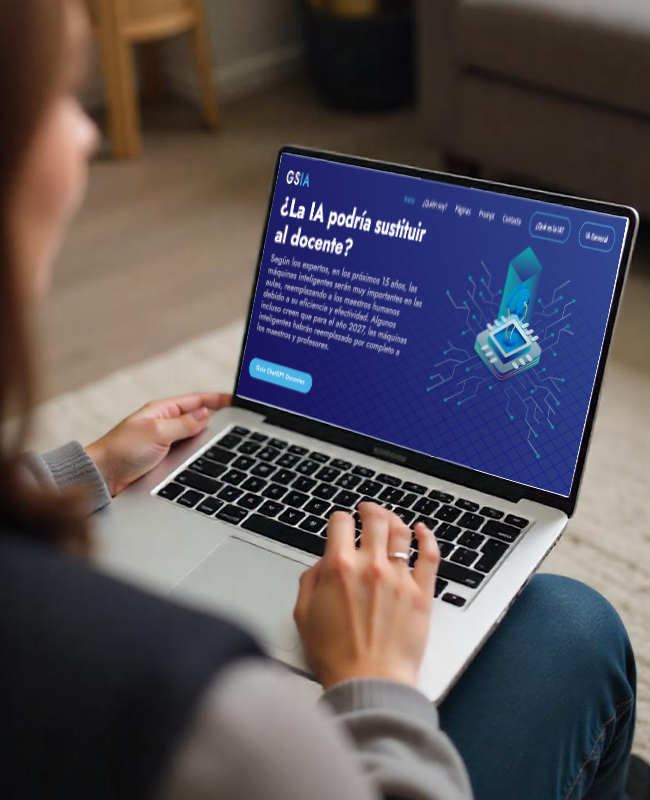 GSIA
Inicio ¿Quién soy? Páginas Prompt Contacto ¿Qué es la IA? IA General
¿La IA podría sustituir
al docente?
Según los expertos, en los próximos 15 años, las
máquinas inteligentes serán muy importantes en las
aulas, reemplazando a los maestros humanos
debido a su eficiencia y efectividad. Algunos
incluso creen que para el año 2027, las máquinas
inteligentes habrán reemplazado por completo a
los maestros y profesores.
Guía ChatGPT Docentes